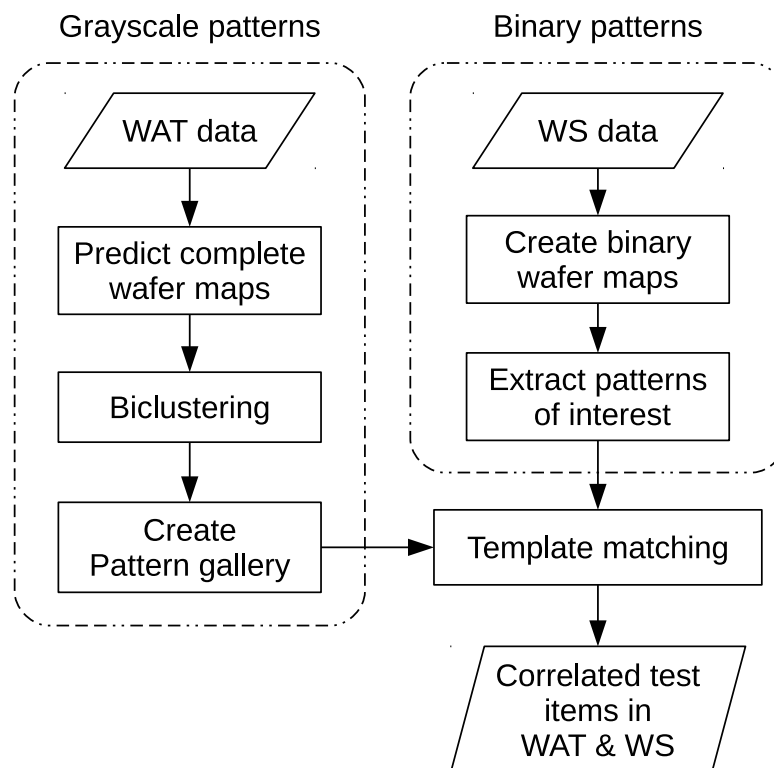 Grayscale patterns
WAT data
Predict complete
wafer maps
Biclustering
Create
Pattern gallery
Binary patterns
WS data
Create binary
wafer maps
Extract patterns
of interest
Template matching
Correlated test
items in
WAT & WS